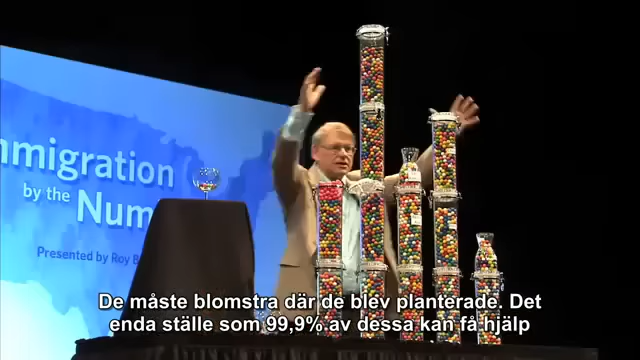 mmigration
by the
Num
Presented by Roy B
De måste blomstra där de blev planterade. Det
enda ställe som 99,9% av dessa kan få hjälp